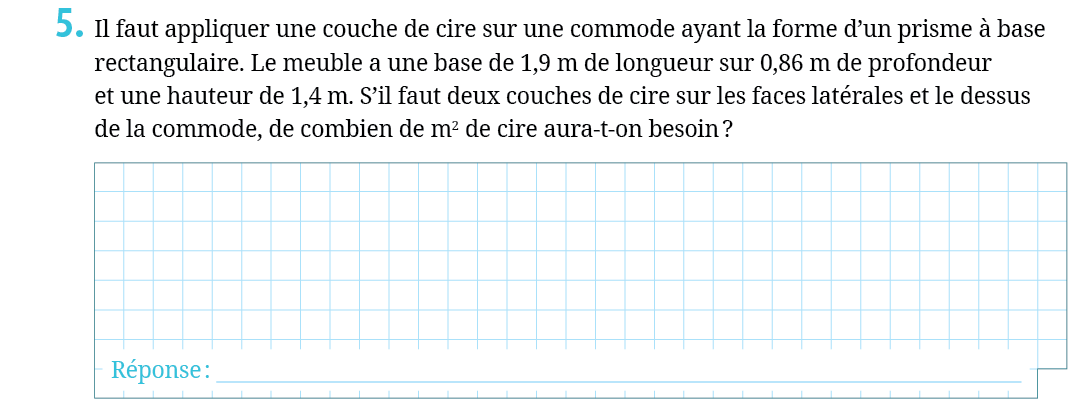 5. Il faut appliquer une couche de cire sur une commode ayant la forme d’un prisme à base
rectangulaire. Le meuble a une base de 1,9 m de longueur sur 0,86 m de profondeur
et une hauteur de 1,4 m. S’il faut deux couches de cire sur les faces latérales et le dessus
de la commode, de combien de m² de cire aura-t-on besoin ?
Réponse :